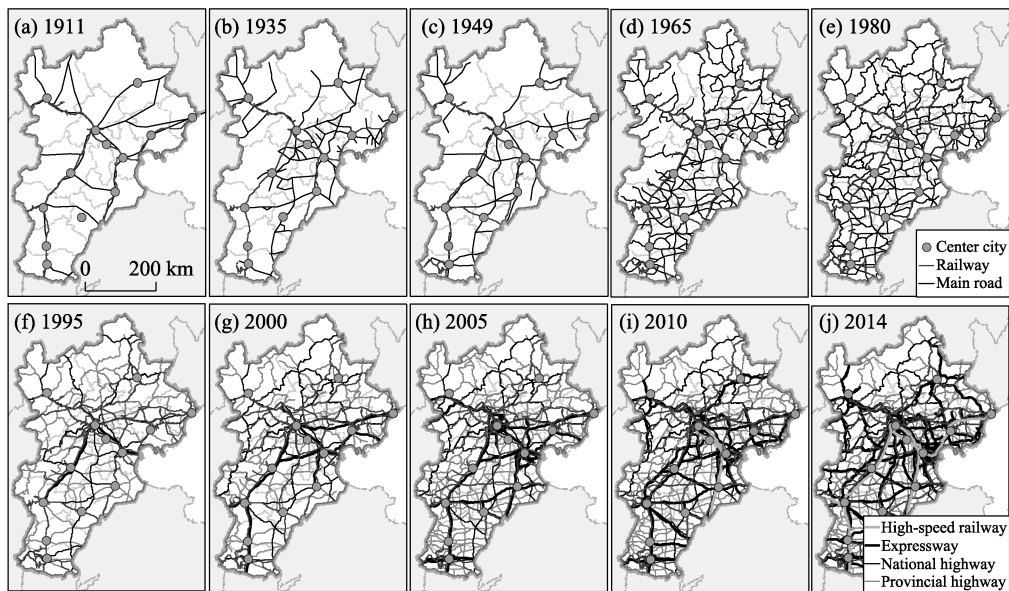 (a) 1911
(b) 1935
(c) 1949
(d) 1965
(e) 1980
0 200 km
Center city
Railway
Main road
(f) 1995
(g) 2000
(h) 2005
(i) 2010
(j) 2014
High-speed railway
Expressway
National highway
Provincial highway